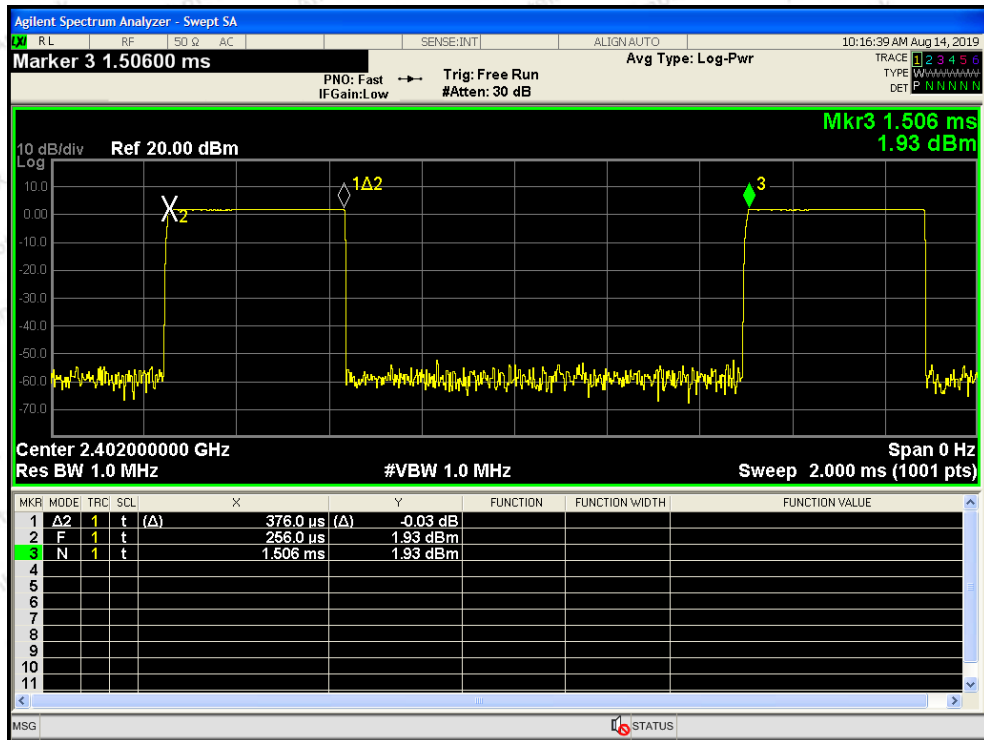 Agilent Spectrum Analyzer - Swept SA
LXI RL RF 50 Ω AC SENSE:INT ALIGN AUTO 10:16:39 AM Aug 14, 2019
Marker 3 1.50600 ms Avg Type: Log-Pwr TRACE 1 2 3 4 5 6
PNO: Fast Trig: Free Run TYPE W
IFGain:Low #Atten: 30 dB DET P N N N N N
Mkr3 1.506 ms
10 dB/div Ref 20.00 dBm 1.93 dBm
Log
10.0
0.00
-10.0
-20.0
-30.0
-40.0
-50.0
-60.0
-70.0
2
1Δ2
3
Center 2.402000000 GHz Span 0 Hz
Res BW 1.0 MHz #VBW 1.0 MHz Sweep 2.000 ms (1001 pts)
MKR MODE TRC SCL X Y FUNCTION FUNCTION WIDTH FUNCTION VALUE
1 Δ2 1 t (Δ) 376.0 µs (Δ) -0.03 dB
2 F 1 t 256.0 µs 1.93 dBm
3 N 1 t 1.506 ms 1.93 dBm
4
5
6
7
8
9
10
11
MSG STATUS